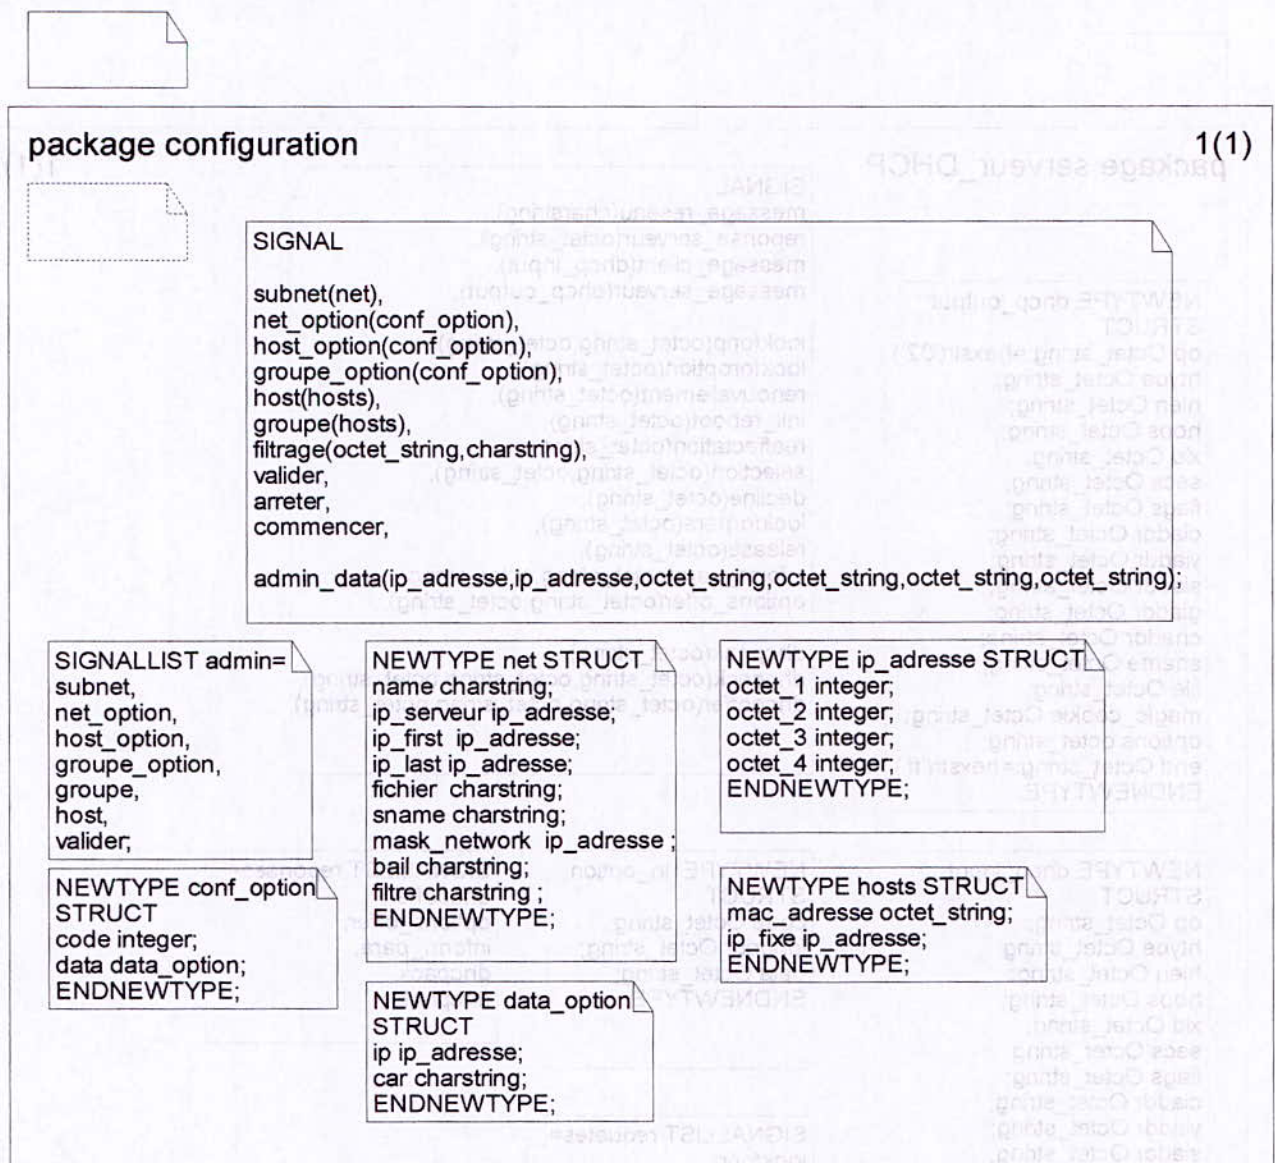 package configuration
1(1)
SIGNAL
subnet(net),
net_option(conf_option),
host_option(conf_option),
groupe_option(conf_option),
host(hosts),
groupe(hosts),
filtrage(octet_string,charstring),
valider,
arreter,
commencer,
admin_data(ip_adresse,ip_adresse,octet_string,octet_string,octet_string,octet_string);
SIGNALLIST admin=
subnet,
net_option,
host_option,
groupe_option,
groupe,
host,
valider;
NEWTYPE conf_option
STRUCT
code integer;
data data_option;
ENDNEWTYPE;
NEWTYPE net STRUCT
name charstring;
ip_serveur ip_adresse;
ip_first ip_adresse;
ip_last ip_adresse;
fichier charstring;
sname charstring;
mask_network ip_adresse ;
bail charstring;
filtre charstring ;
ENDNEWTYPE;
NEWTYPE data_option
STRUCT
ip ip_adresse;
car charstring;
ENDNEWTYPE;
NEWTYPE ip_adresse STRUCT
octet_1 integer;
octet_2 integer;
octet_3 integer;
octet_4 integer;
ENDNEWTYPE;
NEWTYPE hosts STRUCT
mac_adresse octet_string;
ip_fixe ip_adresse;
ENDNEWTYPE;